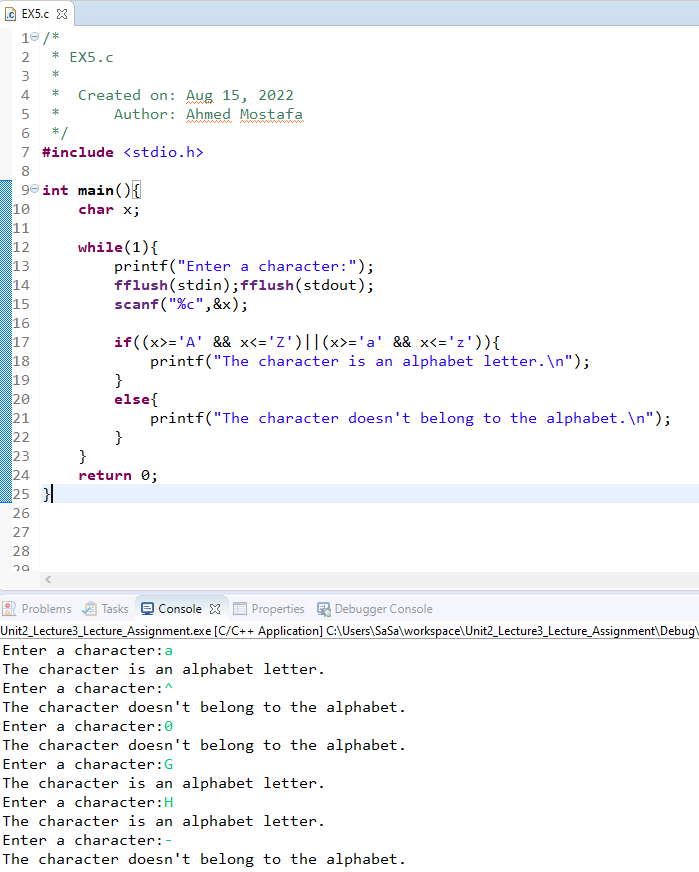 EX5.c
1 /*
2  * EX5.c
3  *
4  *  Created on: Aug 15, 2022
5  *      Author: Ahmed Mostafa
6  */
7 #include <stdio.h>
8
9 int main(){
10     char x;
11
12     while(1){
13         printf("Enter a character:");
14         fflush(stdin);fflush(stdout);
15         scanf("%c",&x);
16
17         if((x>='A' && x<='Z')||(x>='a' && x<='z')){
18             printf("The character is an alphabet letter.\n");
19         }
20         else{
21             printf("The character doesn't belong to the alphabet.\n");
22         }
23     }
24     return 0;
25 }
26
27
28
29
Problems Tasks Console Properties Debugger Console
Unit2_Lecture3_Lecture_Assignment.exe [C/C++ Application] C:\Users\SaSa\workspace\Unit2_Lecture3_Lecture_Assignment\Debug\
Enter a character:a
The character is an alphabet letter.
Enter a character:^
The character doesn't belong to the alphabet.
Enter a character:0
The character doesn't belong to the alphabet.
Enter a character:G
The character is an alphabet letter.
Enter a character:H
The character is an alphabet letter.
Enter a character:-
The character doesn't belong to the alphabet.